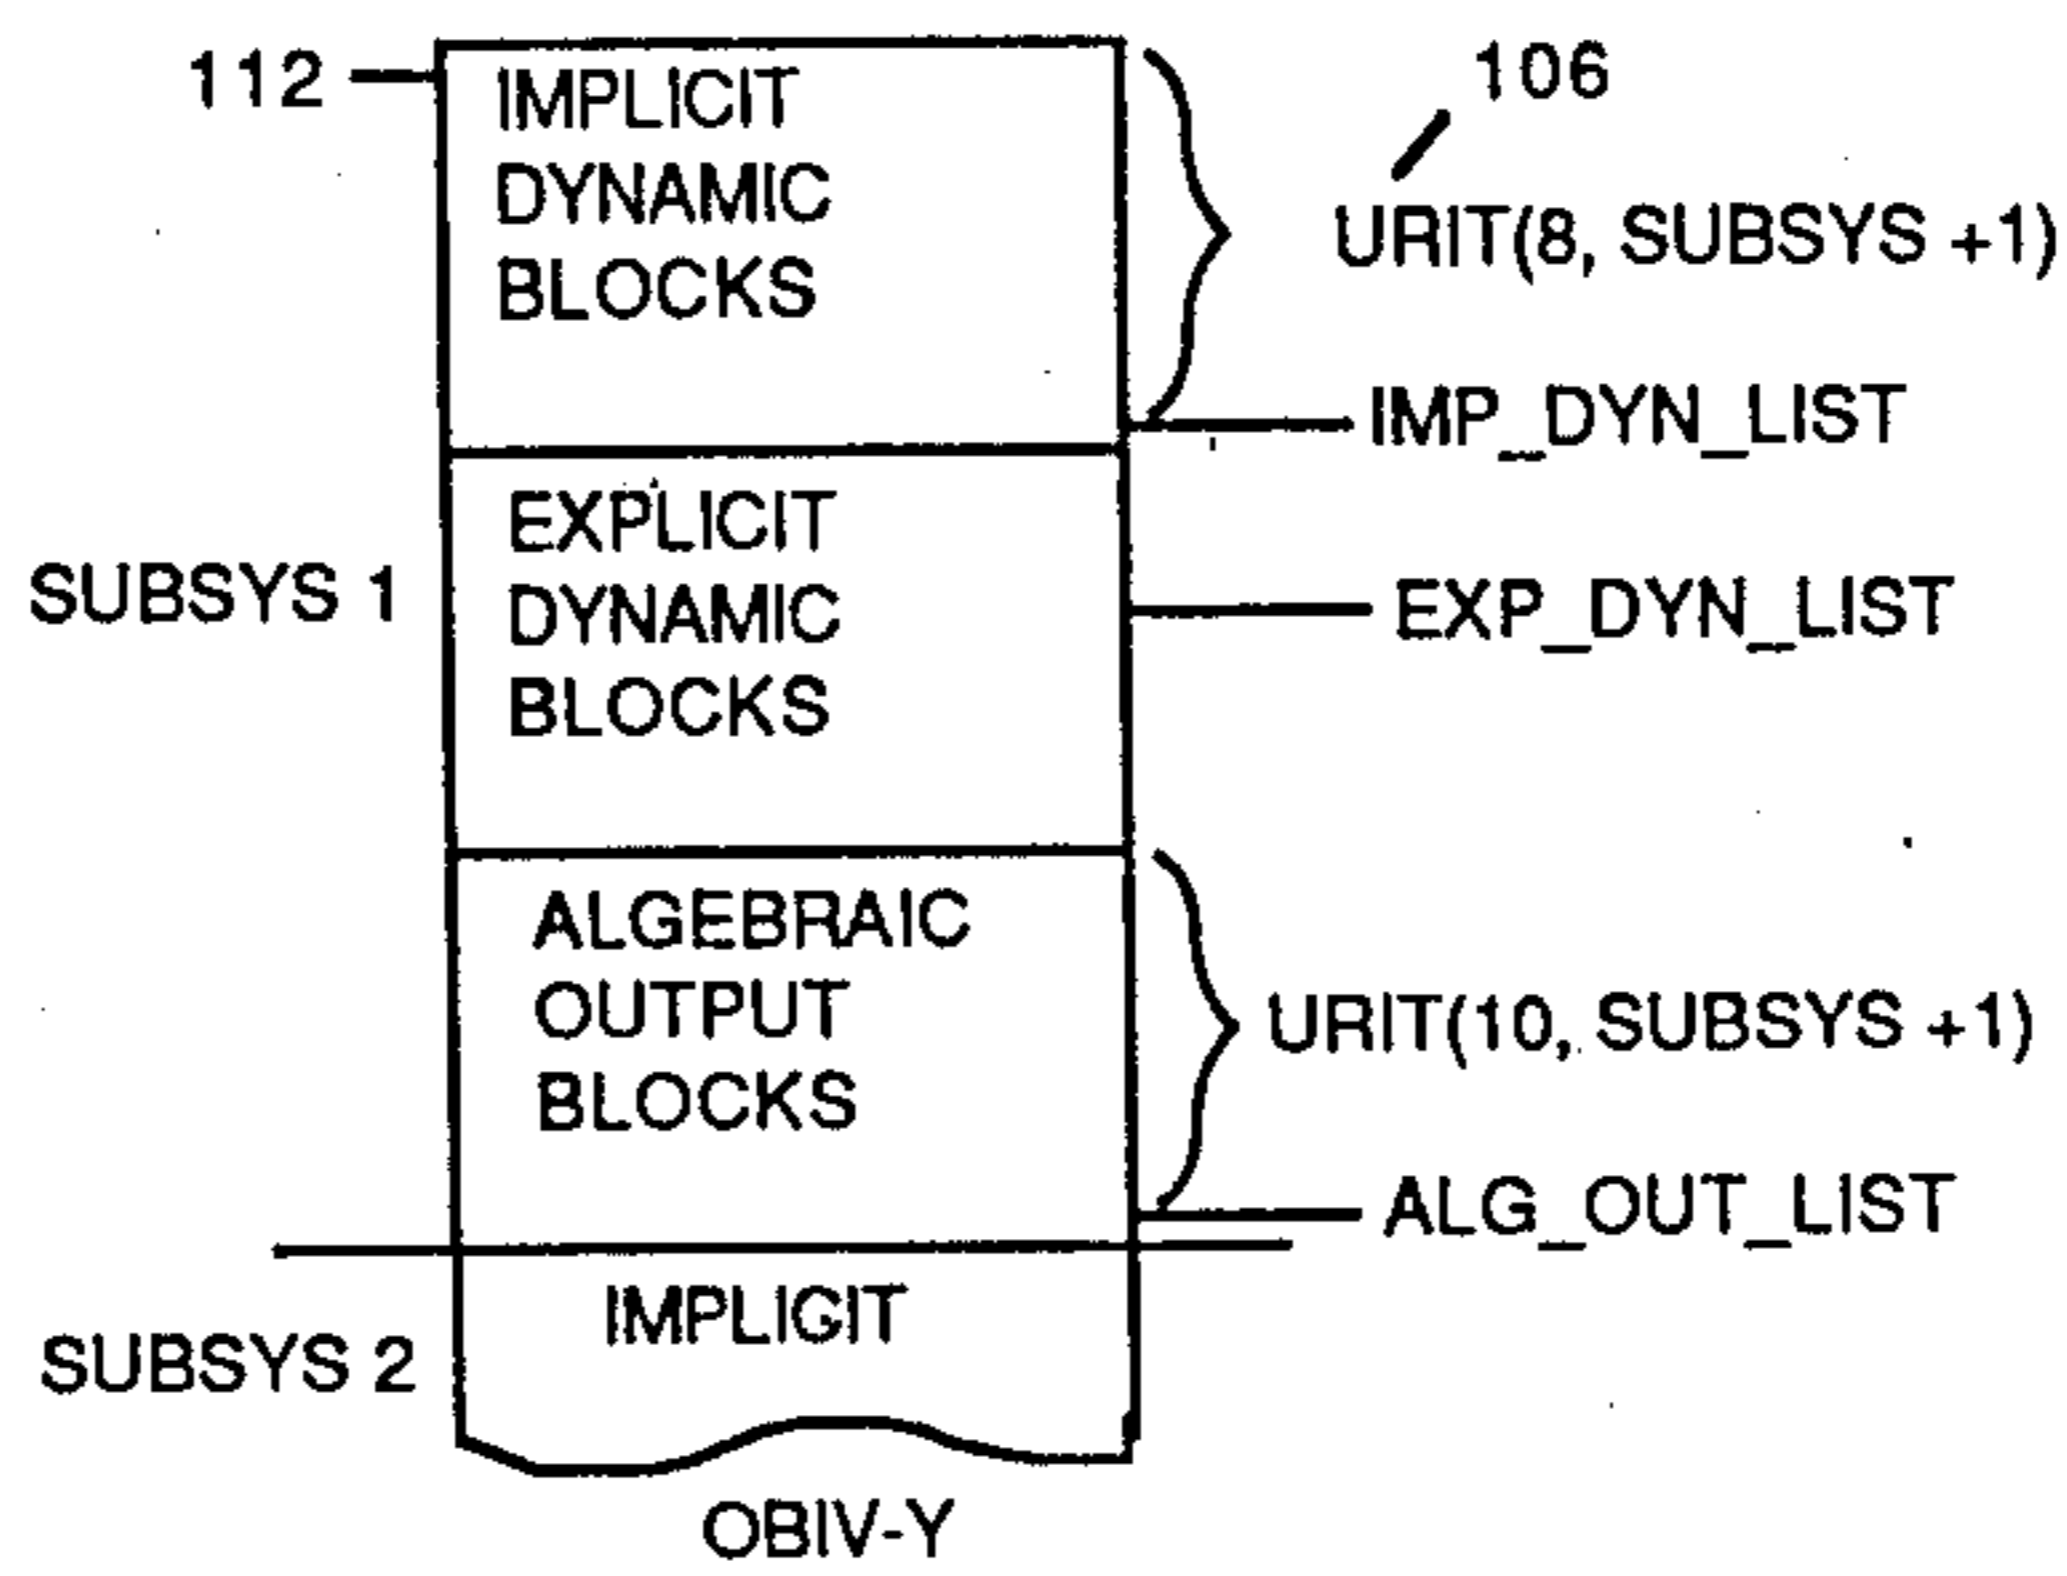 112
IMPLICIT
DYNAMIC
BLOCKS
106
URIT(8, SUBSYS +1)
IMP_DYN_LIST
SUBSYS 1
EXPLICIT
DYNAMIC
BLOCKS
EXP_DYN_LIST
ALGEBRAIC
OUTPUT
BLOCKS
URIT(10, SUBSYS +1)
ALG_OUT_LIST
SUBSYS 2
IMPLIGIT
OBIV-Y